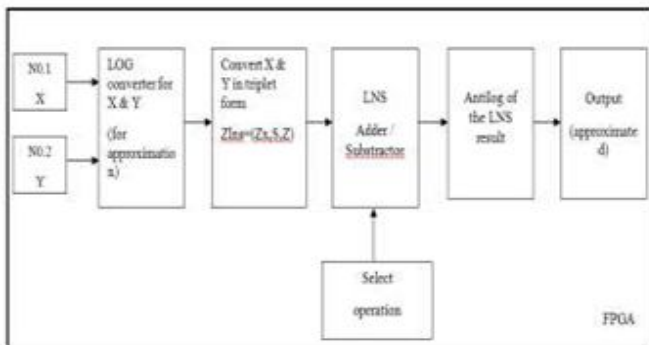 N0.1
X
N0.2
Y
LOG
converter for
X & Y
(for
approximatio
n)
Convert X &
Y in triplet
form
Zlns=(Zx,S,Z)
LNS
Adder /
Substractor
Antilog of
the LNS
result
Output
(approximate
d)
Select
operation
FPGA